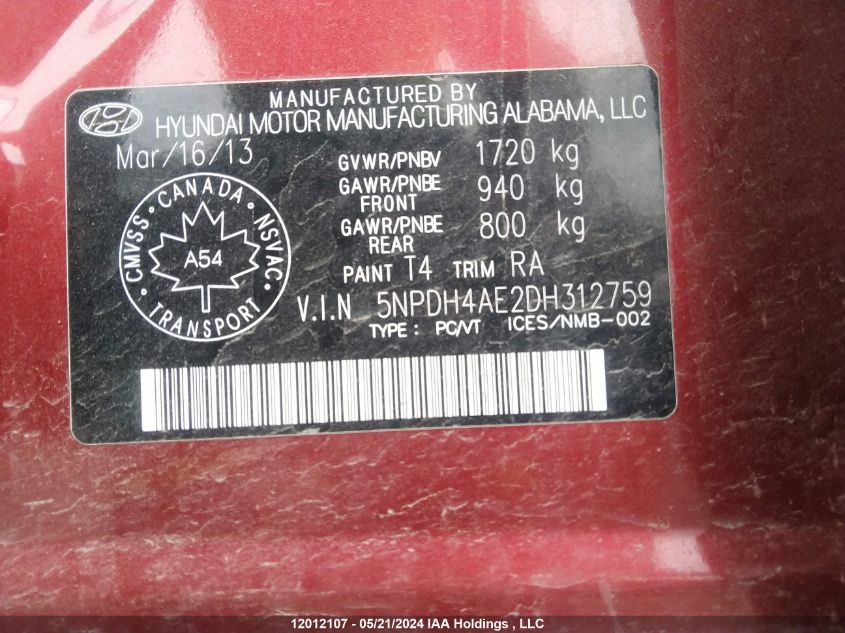 MANUFACTURED BY
HYUNDAI MOTOR MANUFACTURING ALABAMA, LLC
Mar/16/13
GVWR/PNBV 1720 kg
GAWR/PNBE FRONT 940 kg
GAWR/PNBE REAR 800 kg
PAINT T4 TRIM RA
V.I.N 5NPDH4AE2DH312759
TYPE : PC/VT ICES/NMB-002
CMVSS • CANADA • NSVAC • TRANSPORT •
A54
12012107 - 05/21/2024 IAA Holdings , LLC